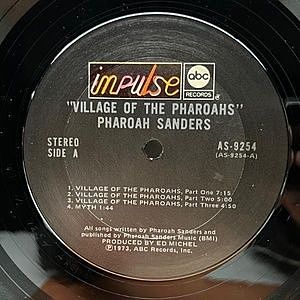 impulse abc
RECORDS
"VILLAGE OF THE PHAROAHS"
PHAROAH SANDERS
STEREO AS-9254
SIDE A (AS-9254-A)
1. VILLAGE OF THE PHAROAHS, Part One 7:15
2. VILLAGE OF THE PHAROAHS, Part Two 5:00
3. VILLAGE OF THE PHAROAHS, Part Three 4:50
4. MYTH 1:44
All songs written by Pharoah Sanders and
published by Pharoah Sanders Music (BMI)
PRODUCED BY ED MICHEL
Ⓟ1973, ABC Records, Inc.